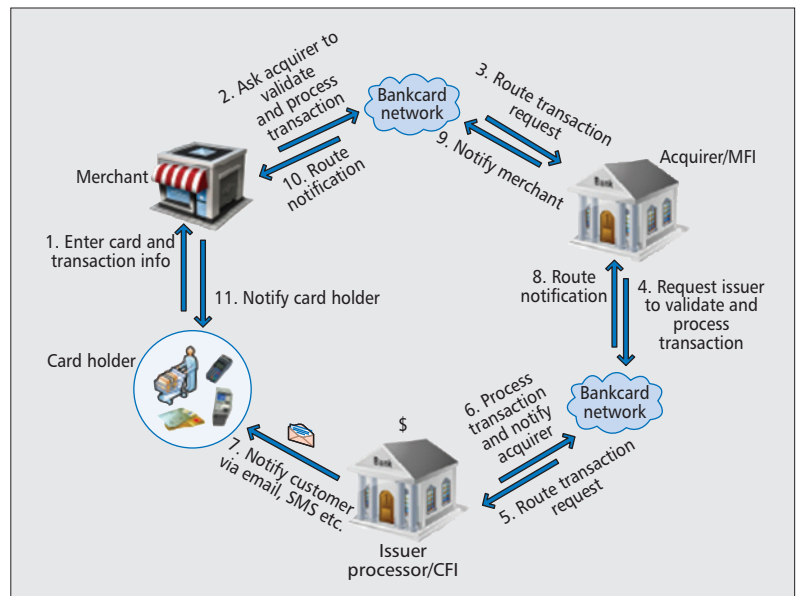 2. Ask acquirer to
validate
and process
transaction
Bankcard
network
3. Route transaction
request
9. Notify merchant
10. Route
notification
Merchant
Acquirer/MFI
Bank
1. Enter card and
transaction info
11. Notify card holder
8. Route
notification
4. Request issuer
to validate and
process
transaction
Card holder
Bankcard
network
6. Process
transaction
and notify
acquirer
$
Bank
7. Notify customer
via email, SMS etc.
5. Route transaction
request
Issuer
processor/CFI